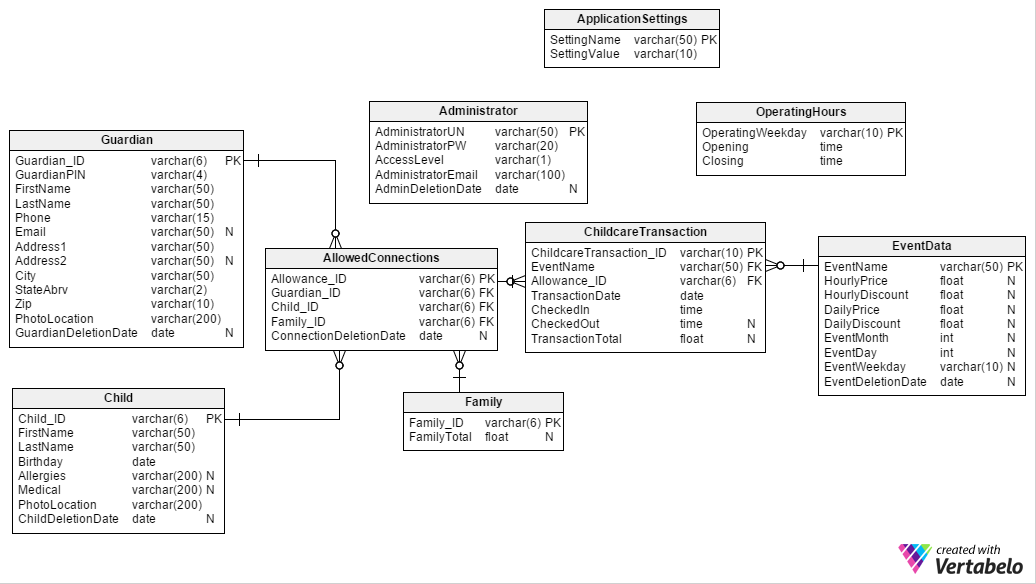 ApplicationSettings
SettingName varchar(50) PK
SettingValue varchar(10)
Administrator
AdministratorUN varchar(50) PK
AdministratorPW varchar(20)
AccessLevel varchar(1)
AdministratorEmail varchar(100)
AdminDeletionDate date N
OperatingHours
OperatingWeekday varchar(10) PK
Opening time
Closing time
Guardian
Guardian_ID varchar(6) PK
GuardianPIN varchar(4)
FirstName varchar(50)
LastName varchar(50)
Phone varchar(15)
Email varchar(50) N
Address1 varchar(50)
Address2 varchar(50) N
City varchar(50)
StateAbrv varchar(2)
Zip varchar(10)
PhotoLocation varchar(200)
GuardianDeletionDate date N
AllowedConnections
Allowance_ID varchar(6) PK
Guardian_ID varchar(6) FK
Child_ID varchar(6) FK
Family_ID varchar(6) FK
ConnectionDeletionDate date N
ChildcareTransaction
ChildcareTransaction_ID varchar(10) PK
EventName varchar(50) FK
Allowance_ID varchar(6) FK
TransactionDate date
CheckedIn time
CheckedOut time N
TransactionTotal float N
EventData
EventName varchar(50) PK
HourlyPrice float N
HourlyDiscount float N
DailyPrice float N
DailyDiscount float N
EventMonth int N
EventDay int N
EventWeekday varchar(10) N
EventDeletionDate date N
Child
Child_ID varchar(6) PK
FirstName varchar(50)
LastName varchar(50)
Birthday date
Allergies varchar(200) N
Medical varchar(200) N
PhotoLocation varchar(200)
ChildDeletionDate date N
Family
Family_ID varchar(6) PK
FamilyTotal float N
created with
Vertabelo